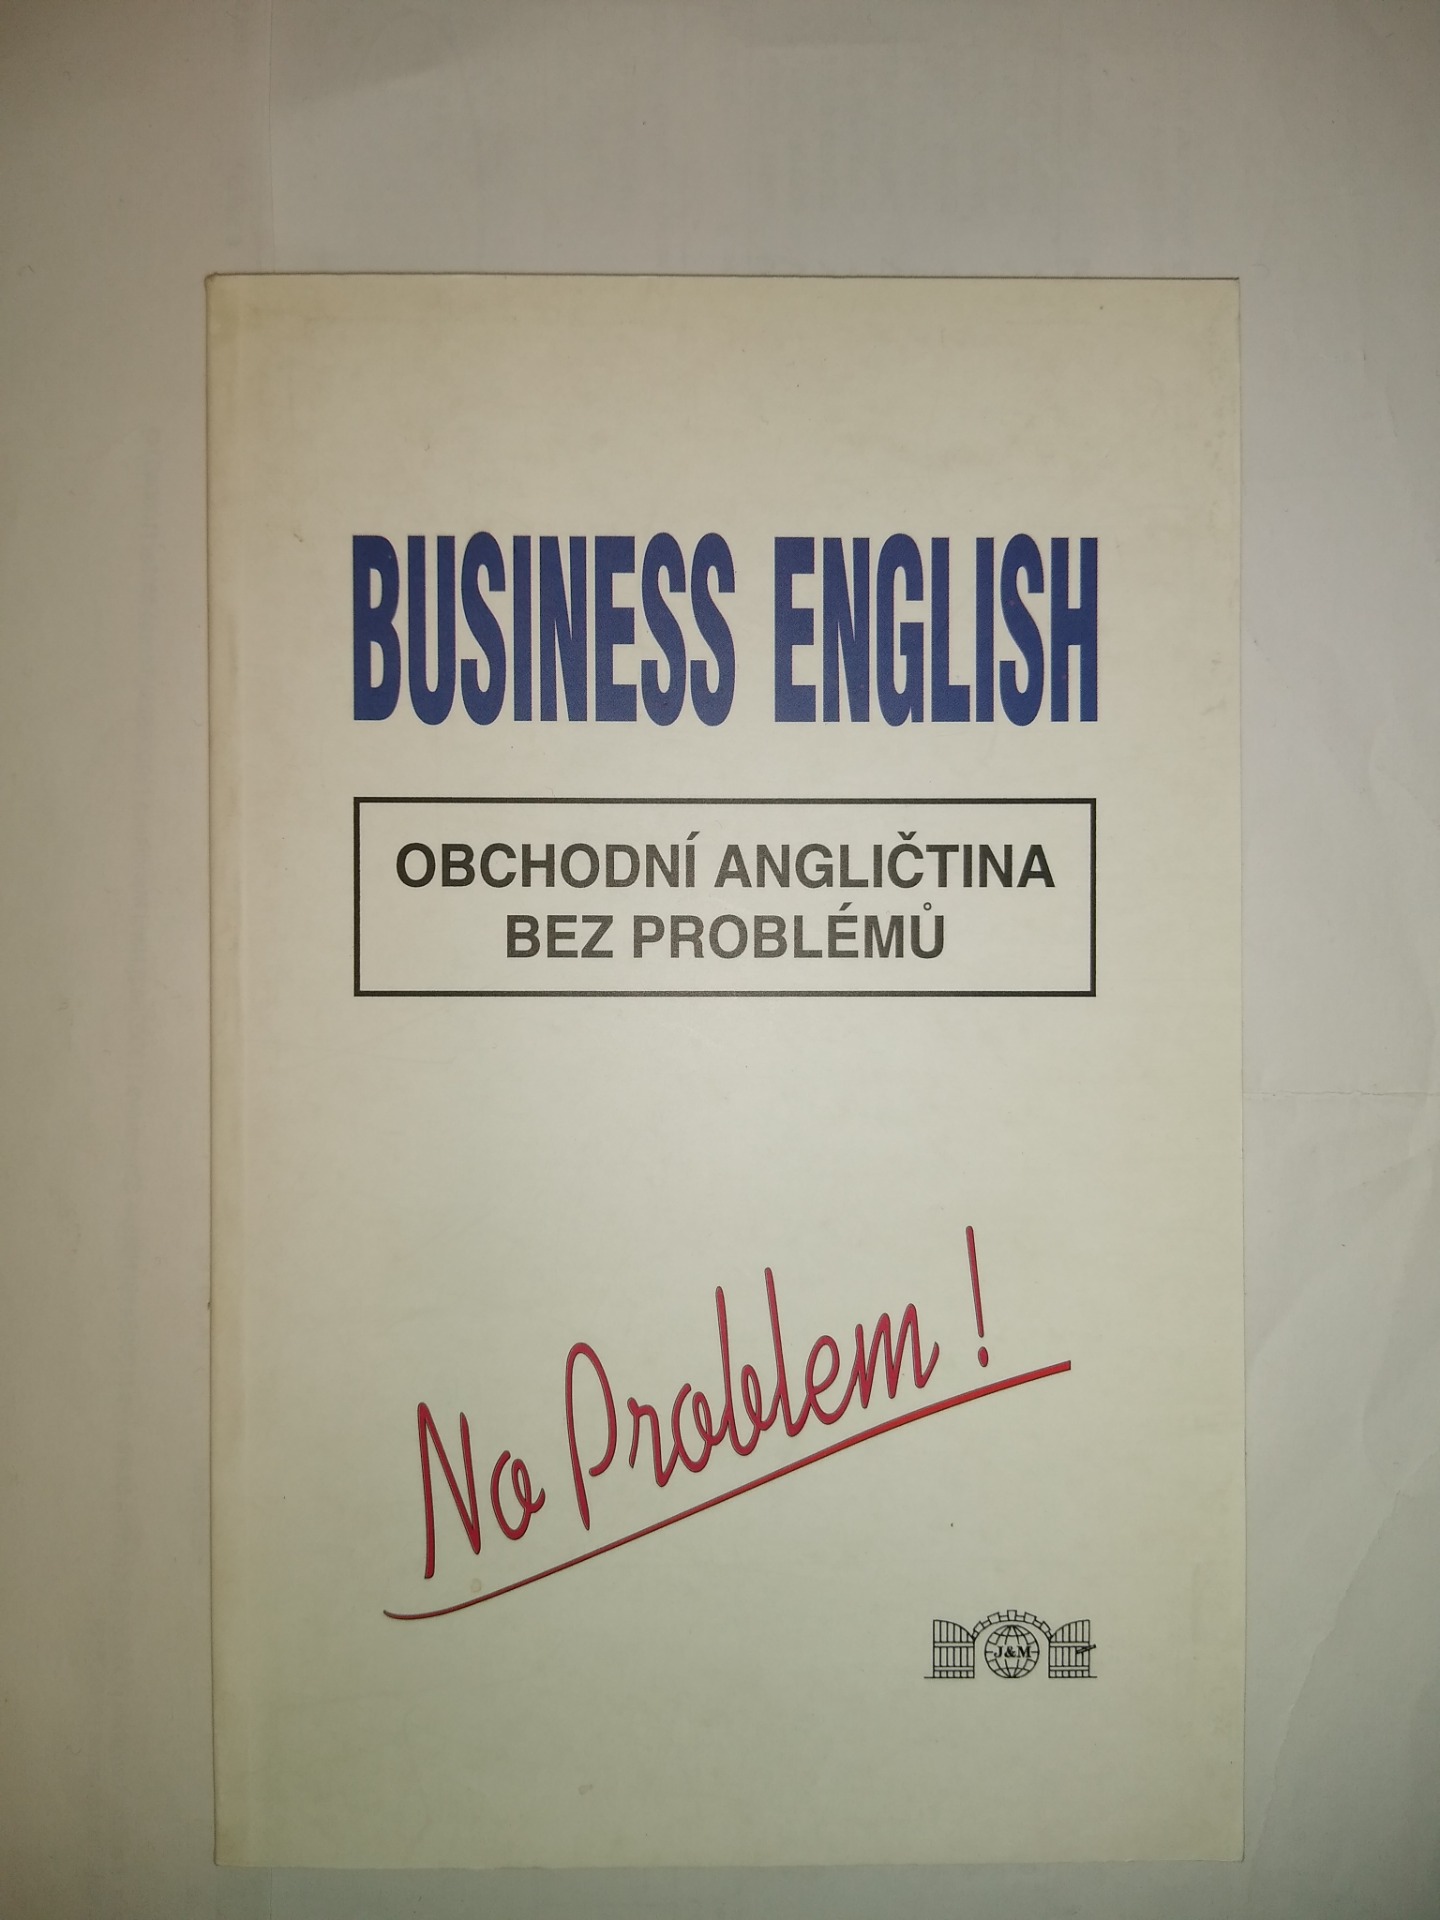 BUSINESS ENGLISH
OBCHODNÍ ANGLIČTINA
BEZ PROBLÉMŮ
No Problem!
J&M